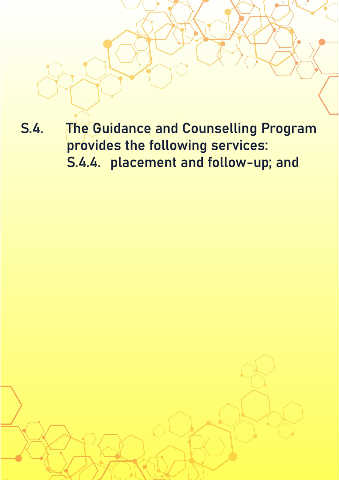 S.4. The Guidance and Counselling Program
provides the following services:
S.4.4. placement and follow-up; and